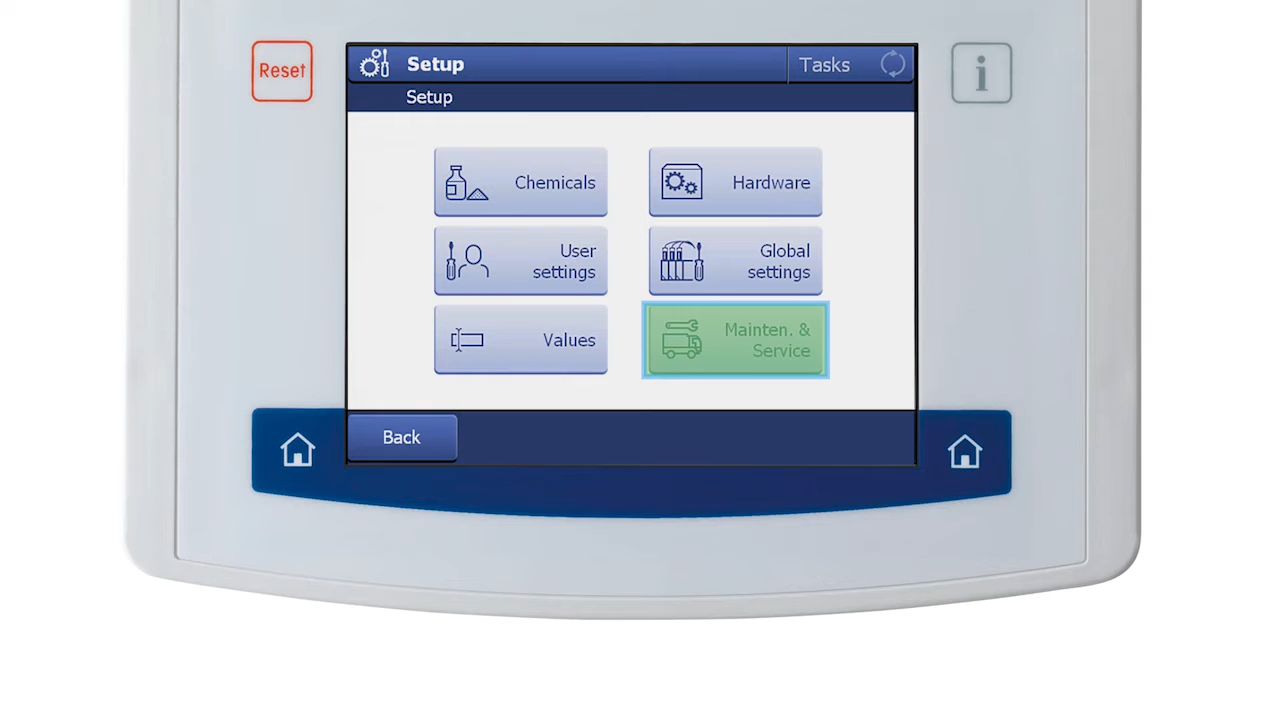 Reset
Setup
Tasks
i
Setup
Chemicals
Hardware
User
settings
Global
settings
Values
Mainten. &
Service
Back